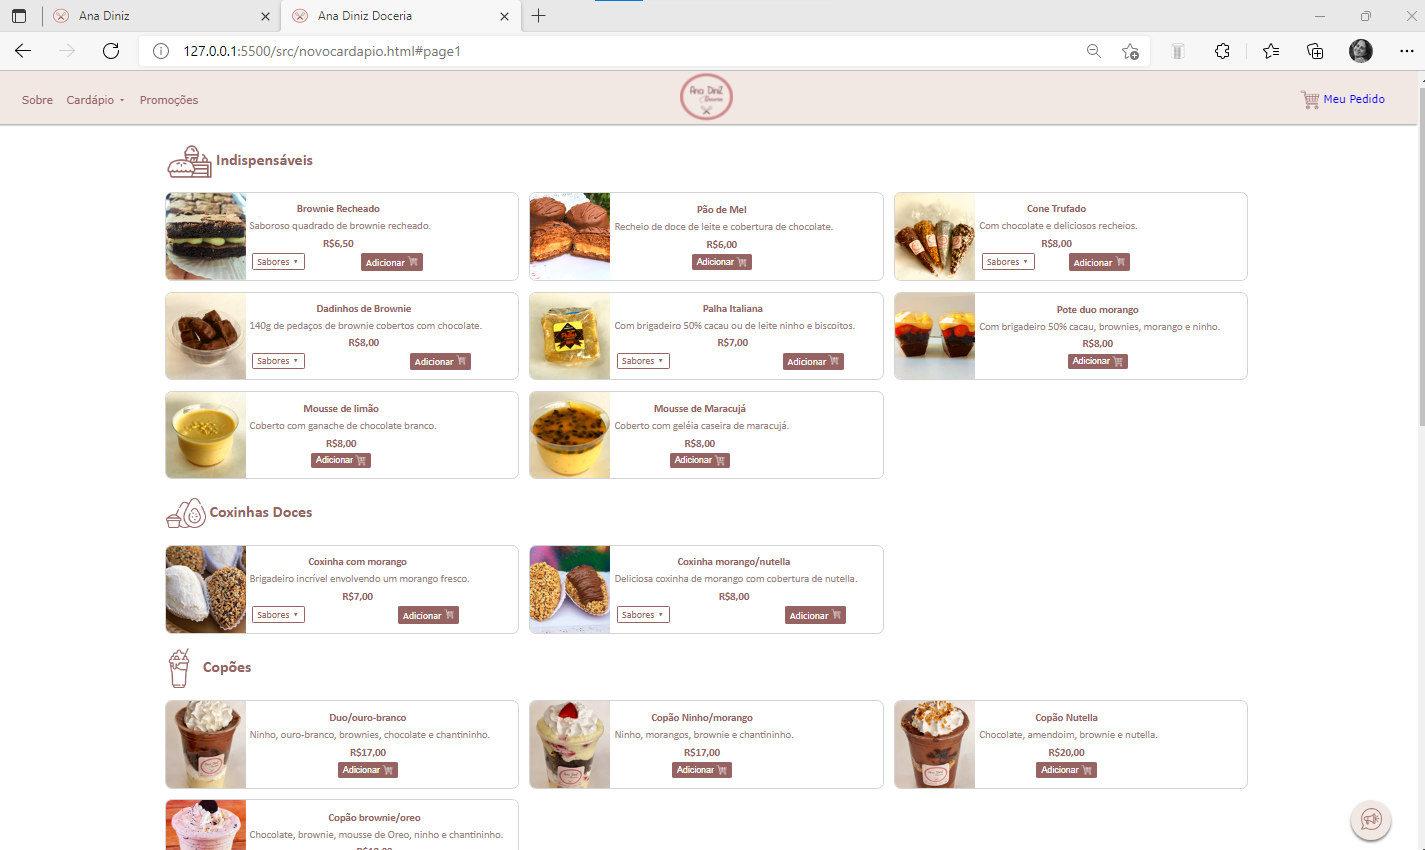 Ana Diniz
Ana Diniz Doceria
127.0.0.1:5500/src/novocardapio.html#page1
Sobre Cardápio Promoções
Ana Diniz
Doceria
Meu Pedido
Indispensáveis
Brownie Recheado
Saboroso quadrado de brownie recheado.
R$6,50
Sabores Adicionar
Pão de Mel
Recheio de doce de leite e cobertura de chocolate.
R$6,00
Adicionar
Cone Trufado
Com chocolate e deliciosos recheios.
R$8,00
Sabores Adicionar
Dadinhos de Brownie
140g de pedaços de brownie cobertos com chocolate.
R$8,00
Sabores Adicionar
Palha Italiana
Com brigadeiro 50% cacau ou de leite ninho e biscoitos.
R$7,00
Sabores Adicionar
Pote duo morango
Com brigadeiro 50% cacau, brownies, morango e ninho.
R$8,00
Adicionar
Mousse de limão
Coberto com ganache de chocolate branco.
R$8,00
Adicionar
Mousse de Maracujá
Coberto com geléia caseira de maracujá.
R$8,00
Adicionar
Coxinhas Doces
Coxinha com morango
Brigadeiro incrível envolvendo um morango fresco.
R$7,00
Sabores Adicionar
Coxinha morango/nutella
Deliciosa coxinha de morango com cobertura de nutella.
R$8,00
Sabores Adicionar
Copões
Duo/ouro-branco
Ninho, ouro-branco, brownies, chocolate e chantininho.
R$17,00
Adicionar
Copão Ninho/morango
Ninho, morangos, brownie e chantininho.
R$17,00
Adicionar
Copão Nutella
Chocolate, amendoim, brownie e nutella.
R$20,00
Adicionar
Copão brownie/oreo
Chocolate, brownie, mousse de Oreo, ninho e chantininho.